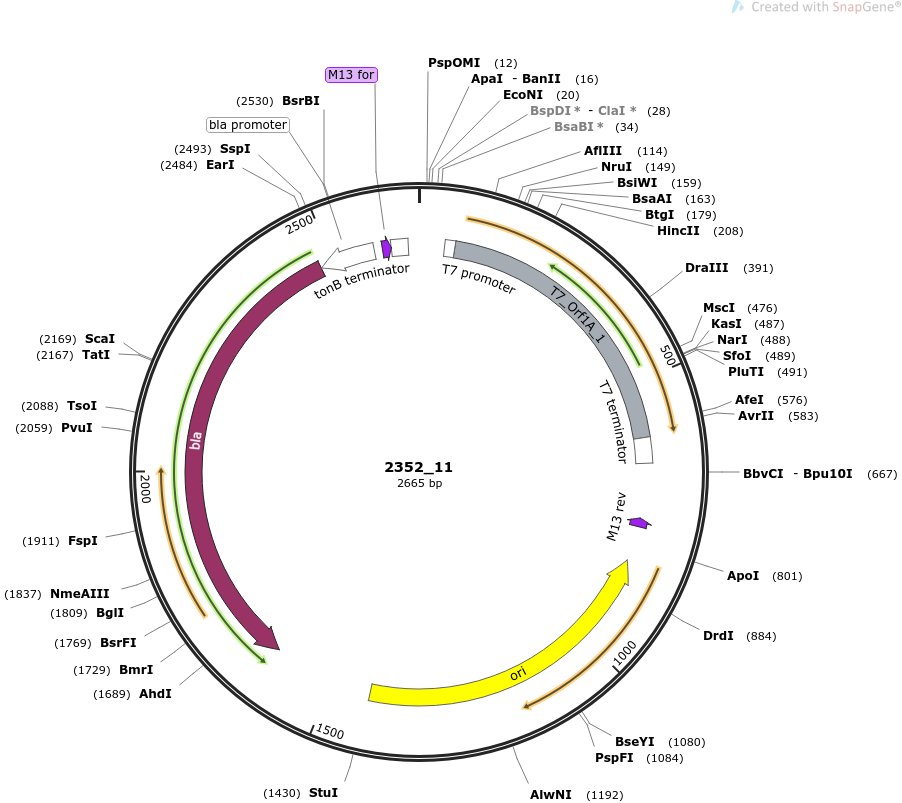 Created with SnapGene®
PspOMI (12)
ApaI - BanII (16)
EcoNI (20)
BspDI * - ClaI * (28)
BsaBI * (34)
AflIII (114)
NruI (149)
BsiWI (159)
BsaAI (163)
BtgI (179)
HincII (208)
DraIII (391)
MscI (476)
KasI (487)
NarI (488)
SfoI (489)
PluTI (491)
AfeI (576)
AvrII (583)
BbvCI - Bpu10I (667)
ApoI (801)
DrdI (884)
BseYI (1080)
PspFI (1084)
AlwNI (1192)
(1430) StuI
(1689) AhdI
(1729) BmrI
(1769) BsrFI
(1809) BglI
(1837) NmeAIII
(1911) FspI
(2059) PvuI
(2088) TsoI
(2167) TatI
(2169) ScaI
(2484) EarI
(2493) SspI
bla promoter
(2530) BsrBI
M13 for
500
1000
1500
2000
2500
T7 promoter
T7_Orf1A_1
T7 terminator
M13 rev
ori
bla
tonB terminator
2352_11
2665 bp